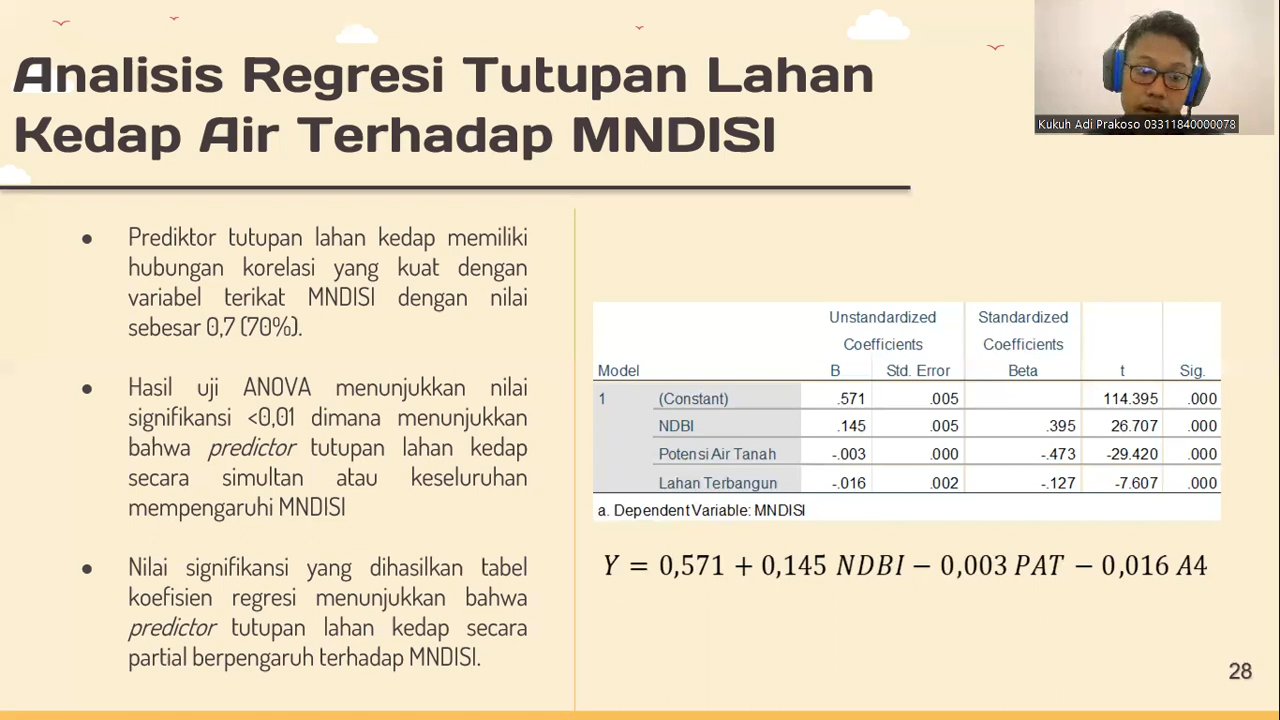 Analisis Regresi Tutupan Lahan
Kedap Air Terhadap MNDISI
Kukuh Adi Prakoso 03311840000078
● Prediktor tutupan lahan kedap memiliki
hubungan korelasi yang kuat dengan
variabel terikat MNDISI dengan nilai
sebesar 0,7 (70%).
● Hasil uji ANOVA menunjukkan nilai
signifikansi <0,01 dimana menunjukkan
bahwa predictor tutupan lahan kedap
secara simultan atau keseluruhan
mempengaruhi MNDISI
● Nilai signifikansi yang dihasilkan tabel
koefisien regresi menunjukkan bahwa
predictor tutupan lahan kedap secara
partial berpengaruh terhadap MNDISI.
Unstandardized Standardized
Coefficients Coefficients
Model B Std. Error Beta t Sig.
1 (Constant) .571 .005 114.395 .000
NDBI .145 .005 .395 26.707 .000
Potensi Air Tanah -.003 .000 -.473 -29.420 .000
Lahan Terbangun -.016 .002 -.127 -7.607 .000
a. Dependent Variable: MNDISI
Y = 0,571 + 0,145 NDBI − 0,003 PAT − 0,016 A4
28